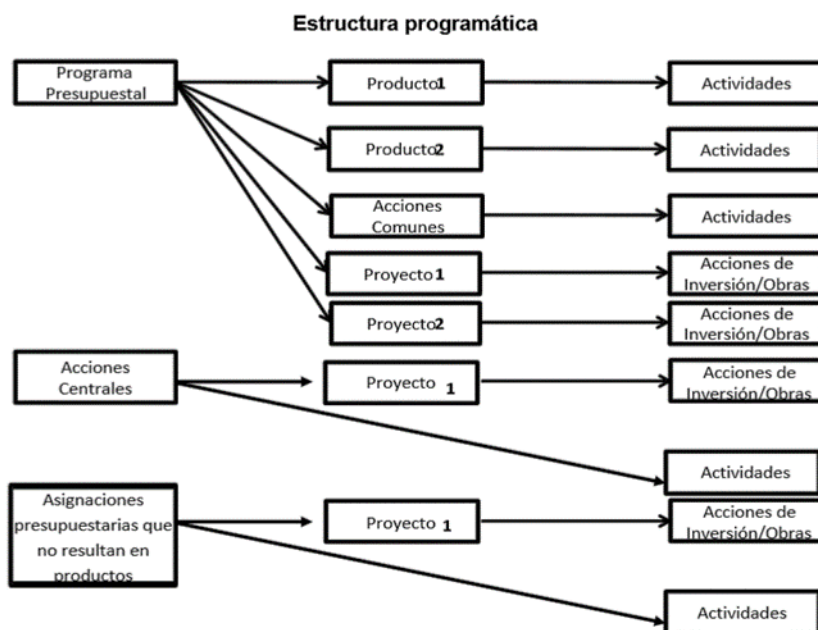 Estructura programática
Programa
Presupuestal
Producto1
Actividades
Producto2
Actividades
Acciones
Comunes
Actividades
Proyecto1
Acciones de
Inversión/Obras
Proyecto2
Acciones de
Inversión/Obras
Acciones
Centrales
Proyecto 1
Acciones de
Inversión/Obras
Actividades
Asignaciones
presupuestarias que
no resultan en
productos
Proyecto 1
Acciones de
Inversión/Obras
Actividades